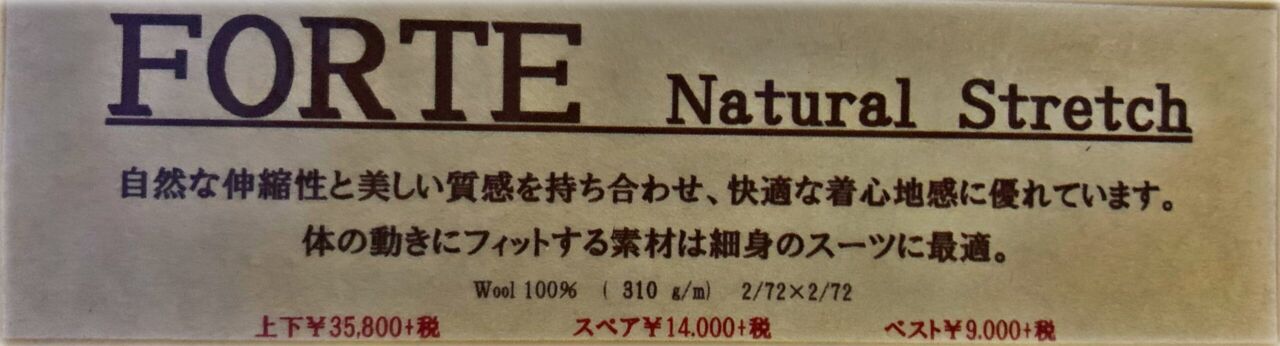 FORTE Natural Stretch
自然な伸縮性と美しい質感を持ち合わせ、快適な着心地感に優れています。
体の動きにフィットする素材は細身のスーツに最適。
Wool 100% ( 310 g/m) 2/72×2/72
上下¥35,800+税 スペア¥14.000+税 ベスト¥9.000+税